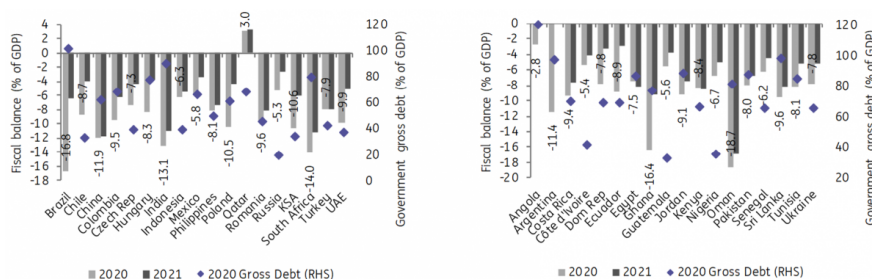 Fiscal balance (% of GDP)
4
2
0
-2
-4
-6
-8
-10
-12
-14
-16
-18
-16.8
-8.7
-11.9
-9.5
-7.3
-8.3
-13.1
-6.3
-5.8
-8.1
-10.5
3.0
-9.6
-5.3
-10.6
-14.0
-7.9
-9.9
120
100
80
60
40
20
0
Government gross debt (% of GDP)
Brazil
Chile
China
Colombia
Czech Rep
Hungary
India
Indonesia
Mexico
Philippines
Poland
Qatar
Romania
Russia
KSA
South Africa
Turkey
UAE
2020 2021 2020 Gross Debt (RHS)
Fiscal balance (% of GDP)
0
-2
-4
-6
-8
-10
-12
-14
-16
-18
-20
-2.8
-11.4
-9.4
-5.4
-7.8
-8.9
-7.5
-16.4
-5.6
-9.1
-8.4
-6.7
-18.7
-8.0
-6.2
-9.6
-8.1
-7.8
120
100
80
60
40
20
Government gross debt (% of GDP)
Angola
Argentina
Costa Rica
Côte d'Ivoire
Dom Rep
Ecuador
Egypt
Ghana
Guatemala
Jordan
Kenya
Nigeria
Oman
Pakistan
Senegal
Sri Lanka
Tunisia
Ukraine
2020 2021 2020 Gross Debt (RHS)